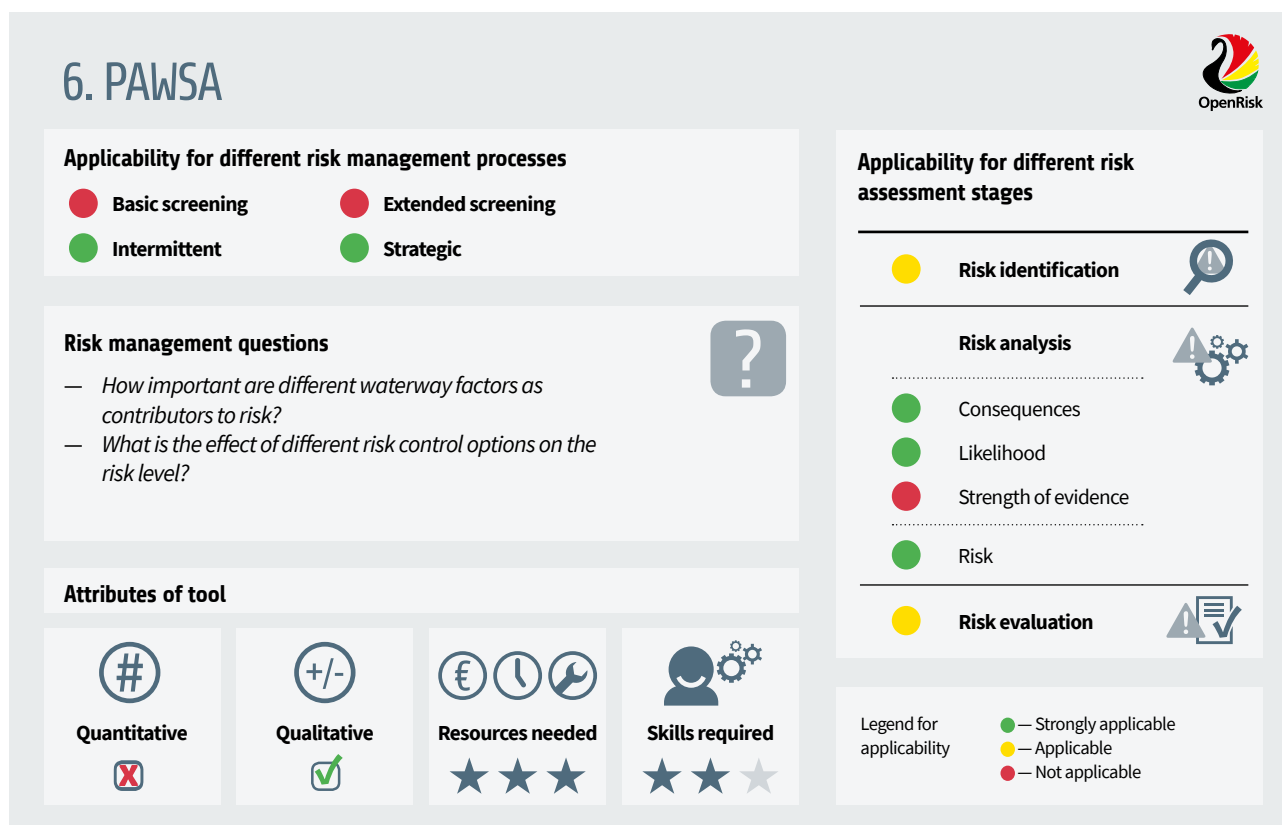 6. PAWSA
OpenRisk
Applicability for different risk management processes
Basic screening
Extended screening
Intermittent
Strategic
Risk management questions
?
— How important are different waterway factors as
contributors to risk?
— What is the effect of different risk control options on the
risk level?
Attributes of tool
#
Quantitative
X
+/-
Qualitative
€
Resources needed
Skills required
Applicability for different risk
assessment stages
Risk identification
!
Risk analysis
!
Consequences
Likelihood
Strength of evidence
Risk
Risk evaluation
!
Legend for
applicability
— Strongly applicable
— Applicable
— Not applicable